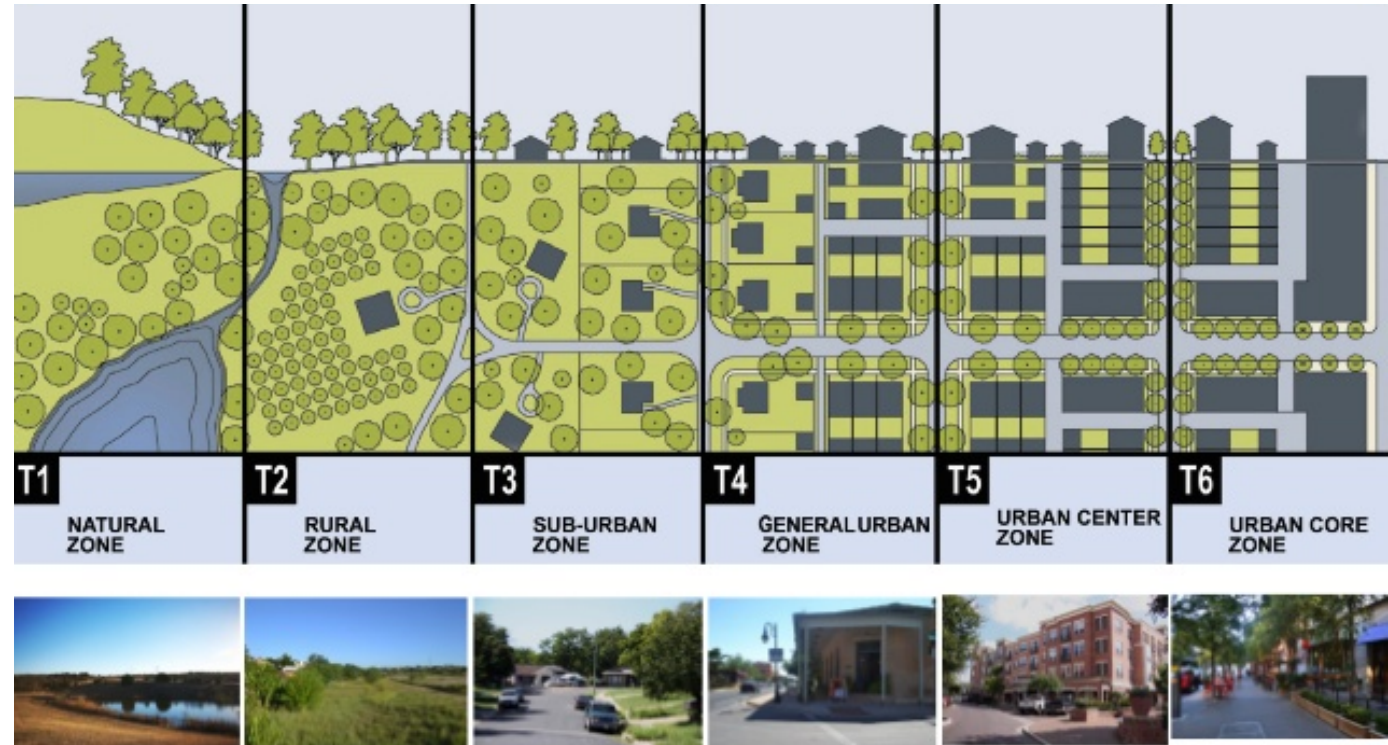 T1
NATURAL
ZONE
T2
RURAL
ZONE
T3
SUB-URBAN
ZONE
T4
GENERAL URBAN
ZONE
T5
URBAN CENTER
ZONE
T6
URBAN CORE
ZONE